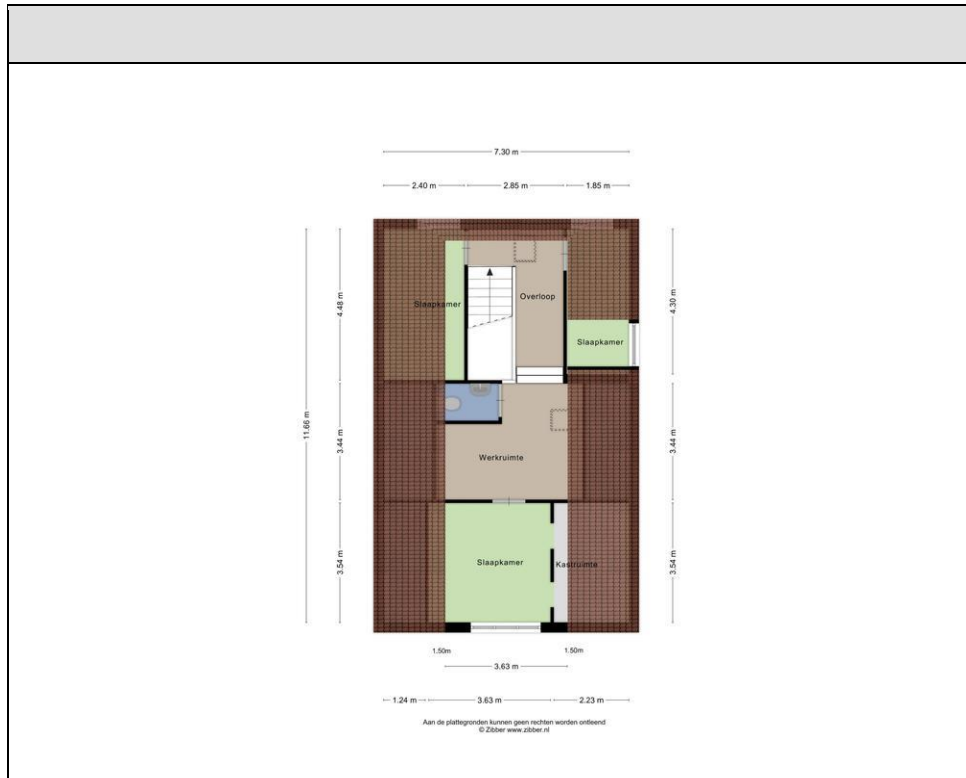 7.30 m
2.40 m 2.85 m 1.85 m
Overloop
Slaapkamer
4.48 m
4.30 m
Slaapkamer
11.66 m
3.44 m
3.44 m
Werkruimte
Slaapkamer
Kastruimte
3.54 m
3.54 m
1.50m 1.50m
3.63 m
1.24 m 3.63 m 2.23 m
Aan de plattegronden kunnen geen rechten worden ontleend
© Zibber www.zibber.nl